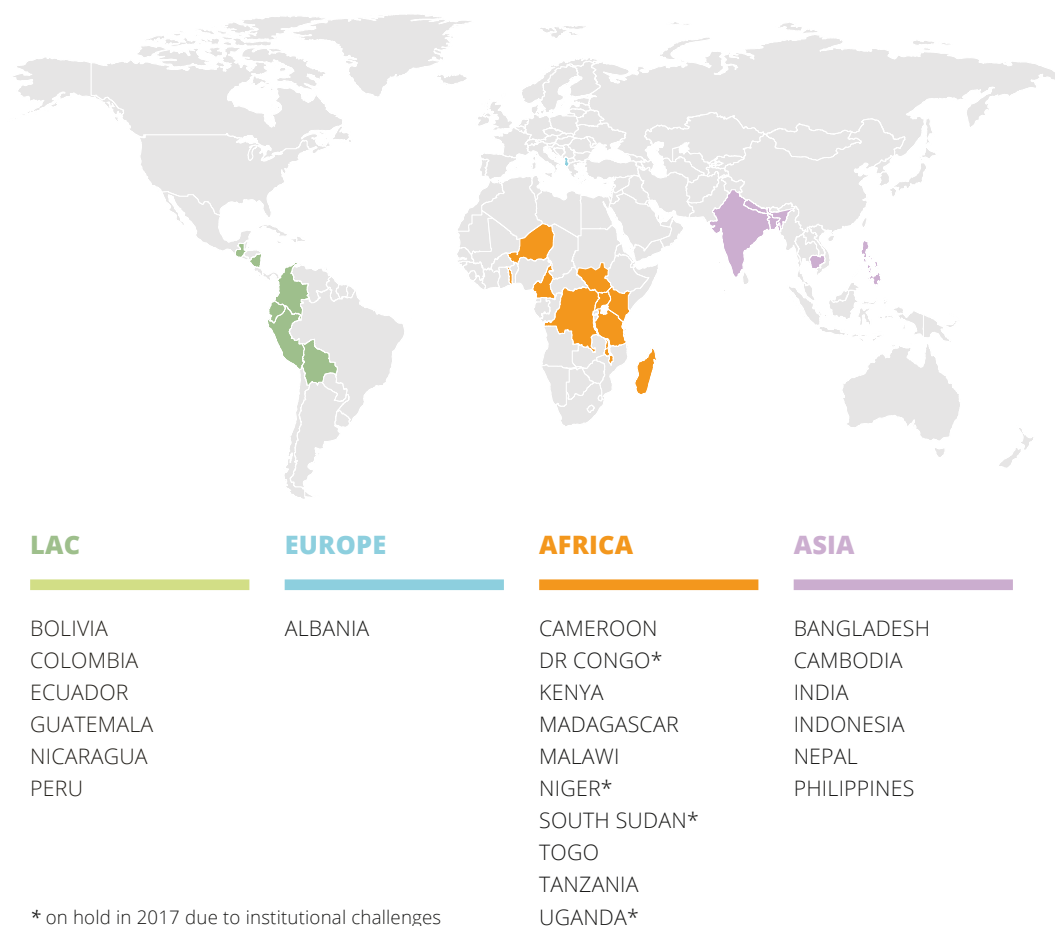 LAC
BOLIVIA
COLOMBIA
ECUADOR
GUATEMALA
NICARAGUA
PERU
EUROPE
ALBANIA
AFRICA
CAMEROON
DR CONGO*
KENYA
MADAGASCAR
MALAWI
NIGER*
SOUTH SUDAN*
TOGO
TANZANIA
UGANDA*
ASIA
BANGLADESH
CAMBODIA
INDIA
INDONESIA
NEPAL
PHILIPPINES
* on hold in 2017 due to institutional challenges